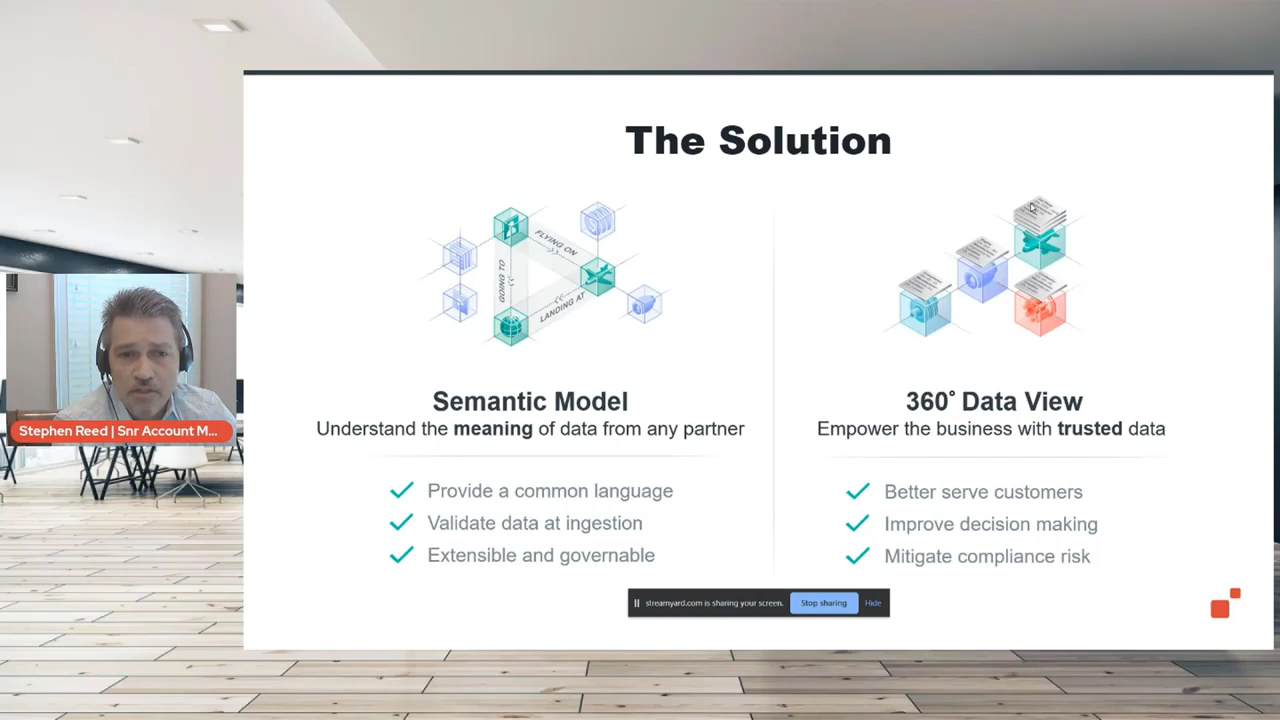 The Solution
FLYING ON
GOING TO
LANDING AT
Semantic Model
Understand the meaning of data from any partner
Provide a common language
Validate data at ingestion
Extensible and governable
360° Data View
Empower the business with trusted data
Better serve customers
Improve decision making
Mitigate compliance risk
Stephen Reed | Snr Account M...
streamyard.com is sharing your screen. Stop sharing Hide